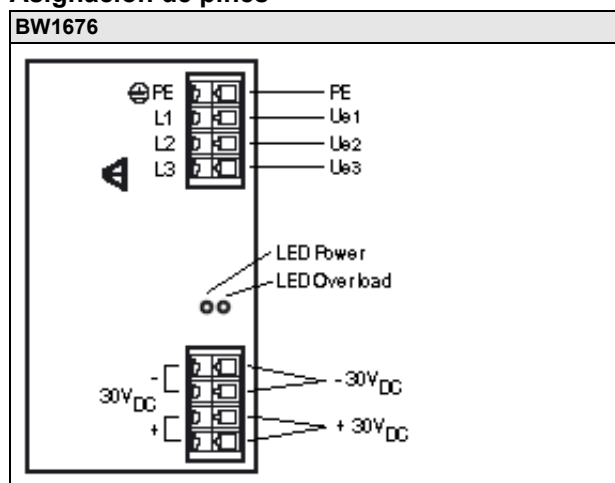 Asignación de pines
BW1676
PE PE
L1 Ue1
L2 Ue2
L3 Ue3
LED Power
LED Overload
- - 30VDC
30VDC
+ + 30VDC